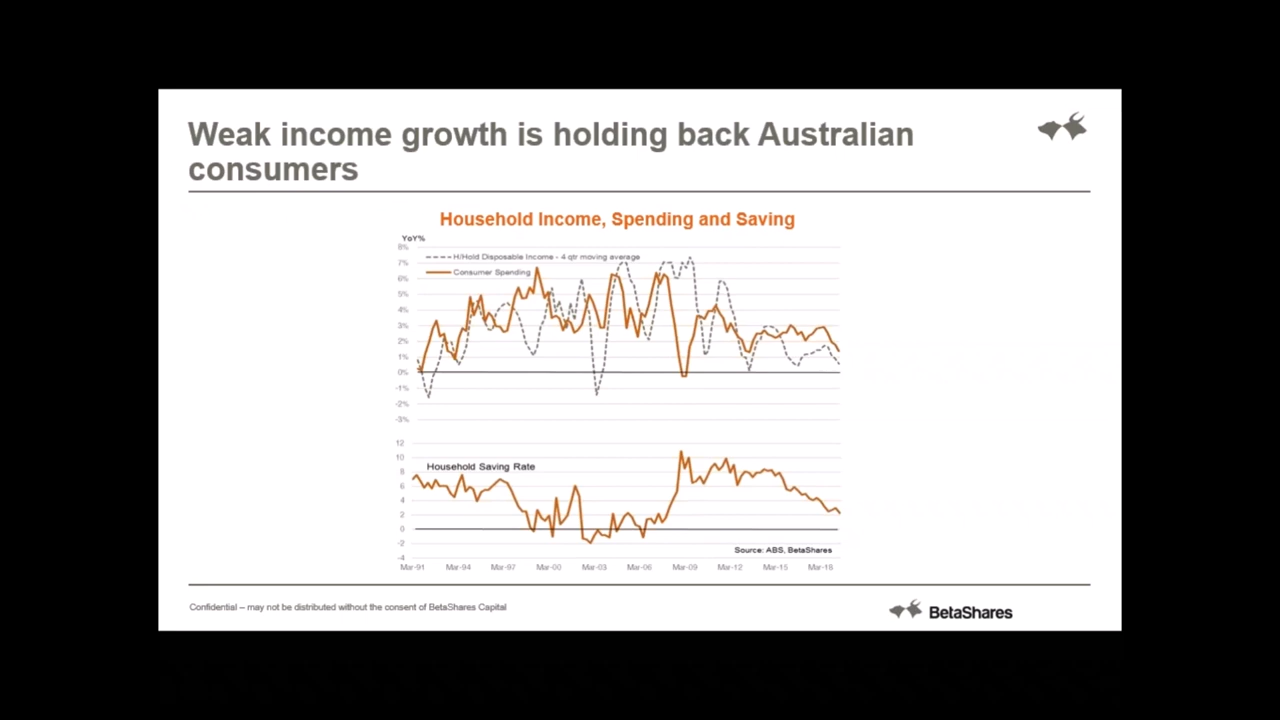 Weak income growth is holding back Australian
consumers
Household Income, Spending and Saving
YoY%
8%
7%
6%
5%
4%
3%
2%
1%
0%
-1%
-2%
-3%
H/Hold Disposable Income - 4 qtr moving average
Consumer Spending
12
10
8
6
4
2
0
-2
-4
Household Saving Rate
Source: ABS, BetaShares
Mar-91 Mar-94 Mar-97 Mar-00 Mar-03 Mar-06 Mar-09 Mar-12 Mar-15 Mar-18
Confidential – may not be distributed without the consent of BetaShares Capital
BetaShares